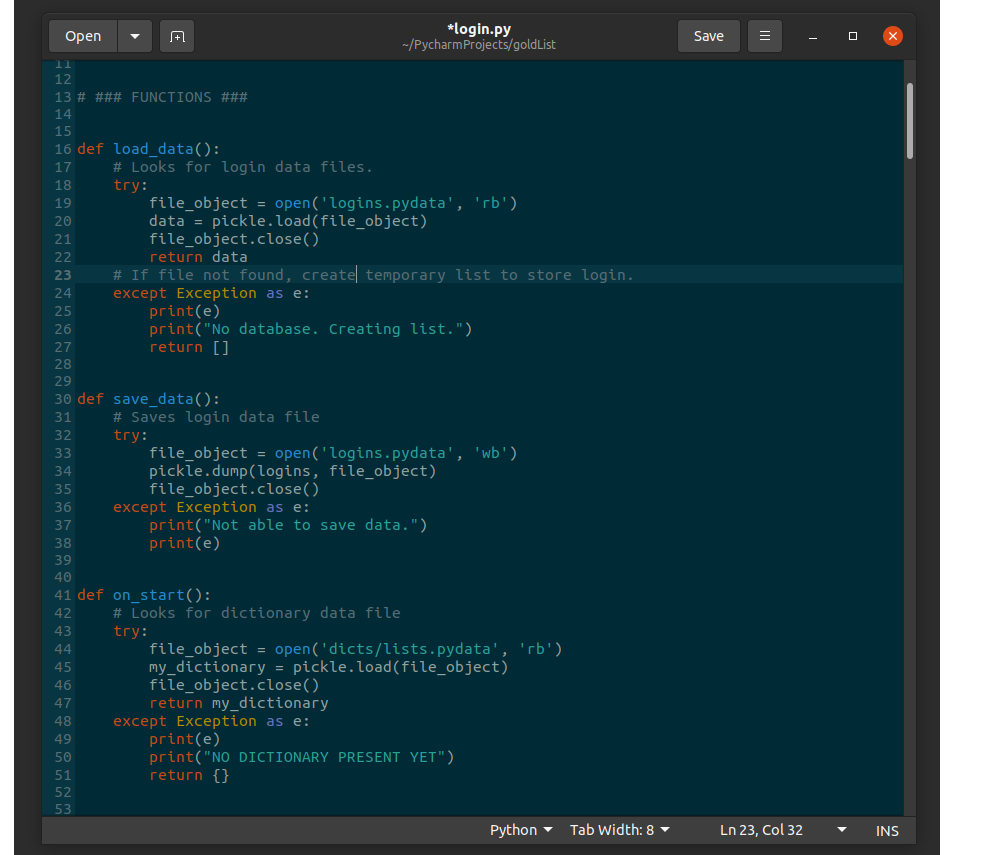 Open
*login.py
~/PycharmProjects/goldList
Save
11
12
13 # ### FUNCTIONS ###
14
15
16 def load_data():
17     # Looks for login data files.
18     try:
19         file_object = open('logins.pydata', 'rb')
20         data = pickle.load(file_object)
21         file_object.close()
22         return data
23     # If file not found, create temporary list to store login.
24     except Exception as e:
25         print(e)
26         print("No database. Creating list.")
27         return []
28
29
30 def save_data():
31     # Saves login data file
32     try:
33         file_object = open('logins.pydata', 'wb')
34         pickle.dump(logins, file_object)
35         file_object.close()
36     except Exception as e:
37         print("Not able to save data.")
38         print(e)
39
40
41 def on_start():
42     # Looks for dictionary data file
43     try:
44         file_object = open('dicts/lists.pydata', 'rb')
45         my_dictionary = pickle.load(file_object)
46         file_object.close()
47         return my_dictionary
48     except Exception as e:
49         print(e)
50         print("NO DICTIONARY PRESENT YET")
51         return {}
52
53
Python Tab Width: 8 Ln 23, Col 32 INS